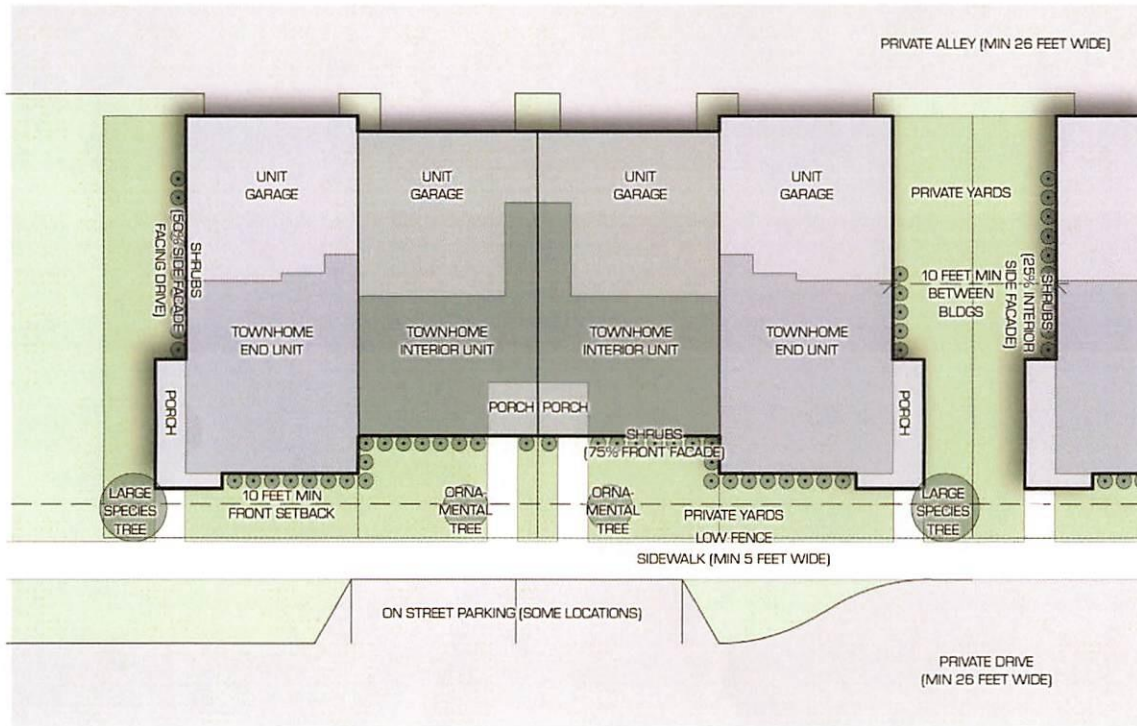 PRIVATE ALLEY (MIN 26 FEET WIDE)
UNIT
GARAGE
UNIT
GARAGE
UNIT
GARAGE
UNIT
GARAGE
PRIVATE YARDS
SHRUBS
(50% SIDE FACADE
FACING DRIVE)
10 FEET MIN
BETWEEN
BLDGS
SHRUBS
(25% INTERIOR
SIDE FACADE)
TOWNHOME
END UNIT
TOWNHOME
INTERIOR UNIT
TOWNHOME
INTERIOR UNIT
TOWNHOME
END UNIT
PORCH
PORCH
PORCH
PORCH
SHRUBS
(75% FRONT FACADE)
LARGE
SPECIES
TREE
10 FEET MIN
FRONT SETBACK
ORNA-
MENTAL
TREE
ORNA-
MENTAL
TREE
PRIVATE YARDS
LARGE
SPECIES
TREE
LOW FENCE
SIDEWALK (MIN 5 FEET WIDE)
ON STREET PARKING (SOME LOCATIONS)
PRIVATE DRIVE
(MIN 26 FEET WIDE)